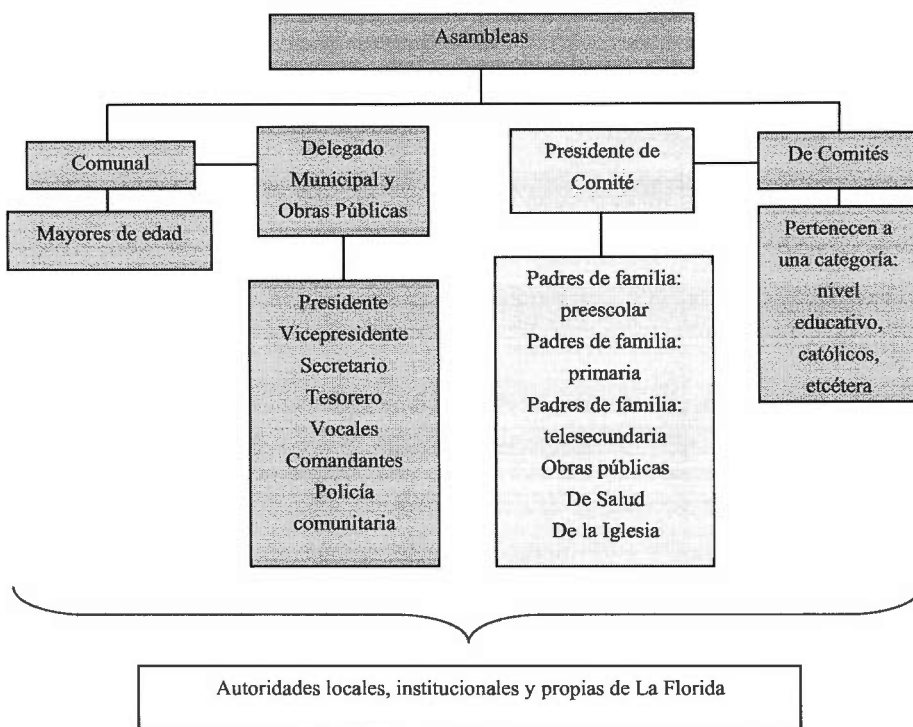 Asambleas
Comunal
Mayores de edad
Delegado
Municipal y
Obras Públicas
Presidente
Vicepresidente
Secretario
Tesorero
Vocales
Comandantes
Policía
comunitaria
Presidente de
Comité
Padres de familia:
preescolar
Padres de familia:
primaria
Padres de familia:
telesecundaria
Obras públicas
De Salud
De la Iglesia
De Comités
Pertenecen a
una categoría:
nivel
educativo,
católicos,
etcétera
Autoridades locales, institucionales y propias de La Florida